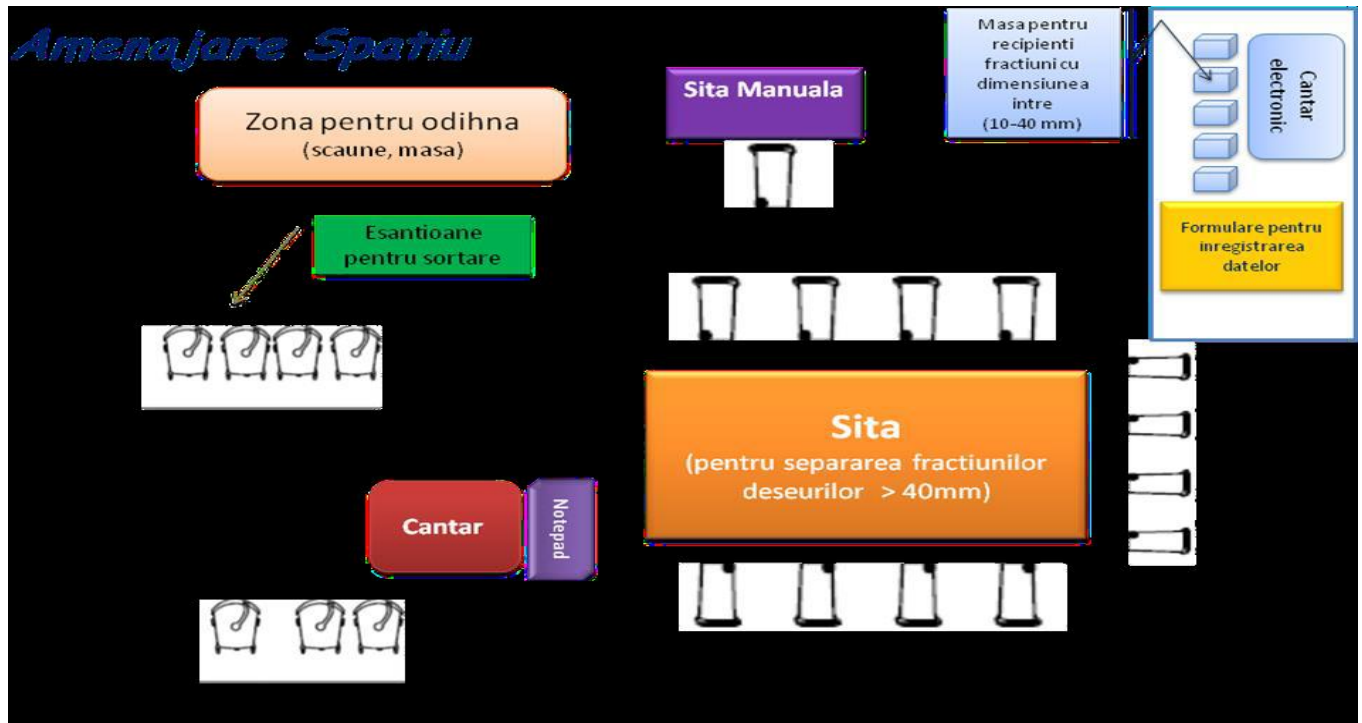 Amenajare Spatiu
Zona pentru odihna
(scaune, masa)
Esantioane
pentru sortare
Sita Manuala
Masa pentru
recipienti
fractiuni cu
dimensiunea
intre
(10-40 mm)
Cantar
electronic
Formulare pentru
inregistrarea
datelor
Sita
(pentru separarea fractiunilor
deseurilor > 40mm)
Cantar
Notepad